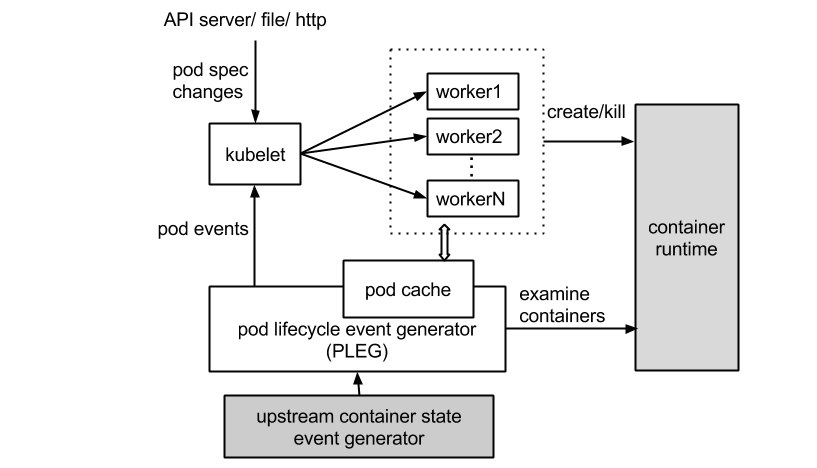 API server/ file/ http
pod spec
changes
kubelet
worker1
worker2
workerN
create/kill
container
runtime
pod events
pod cache
examine
containers
pod lifecycle event generator
(PLEG)
upstream container state
event generator